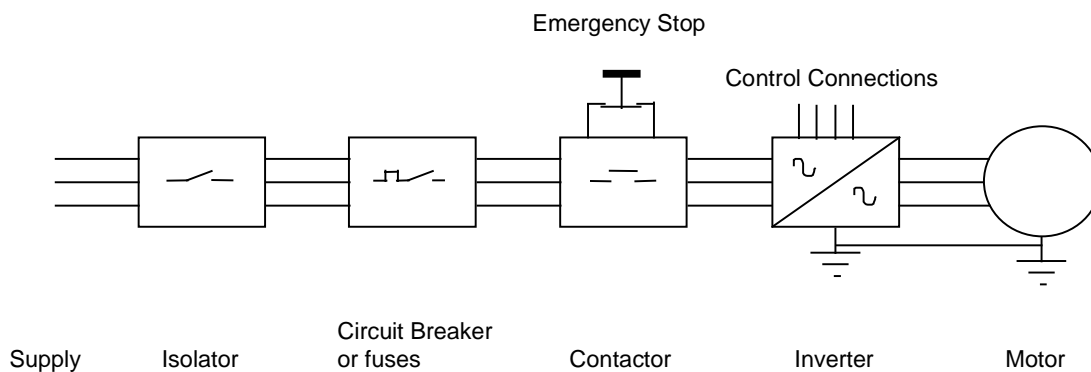 Emergency Stop
Control Connections
Supply
Isolator
Circuit Breaker
or fuses
Contactor
Inverter
Motor